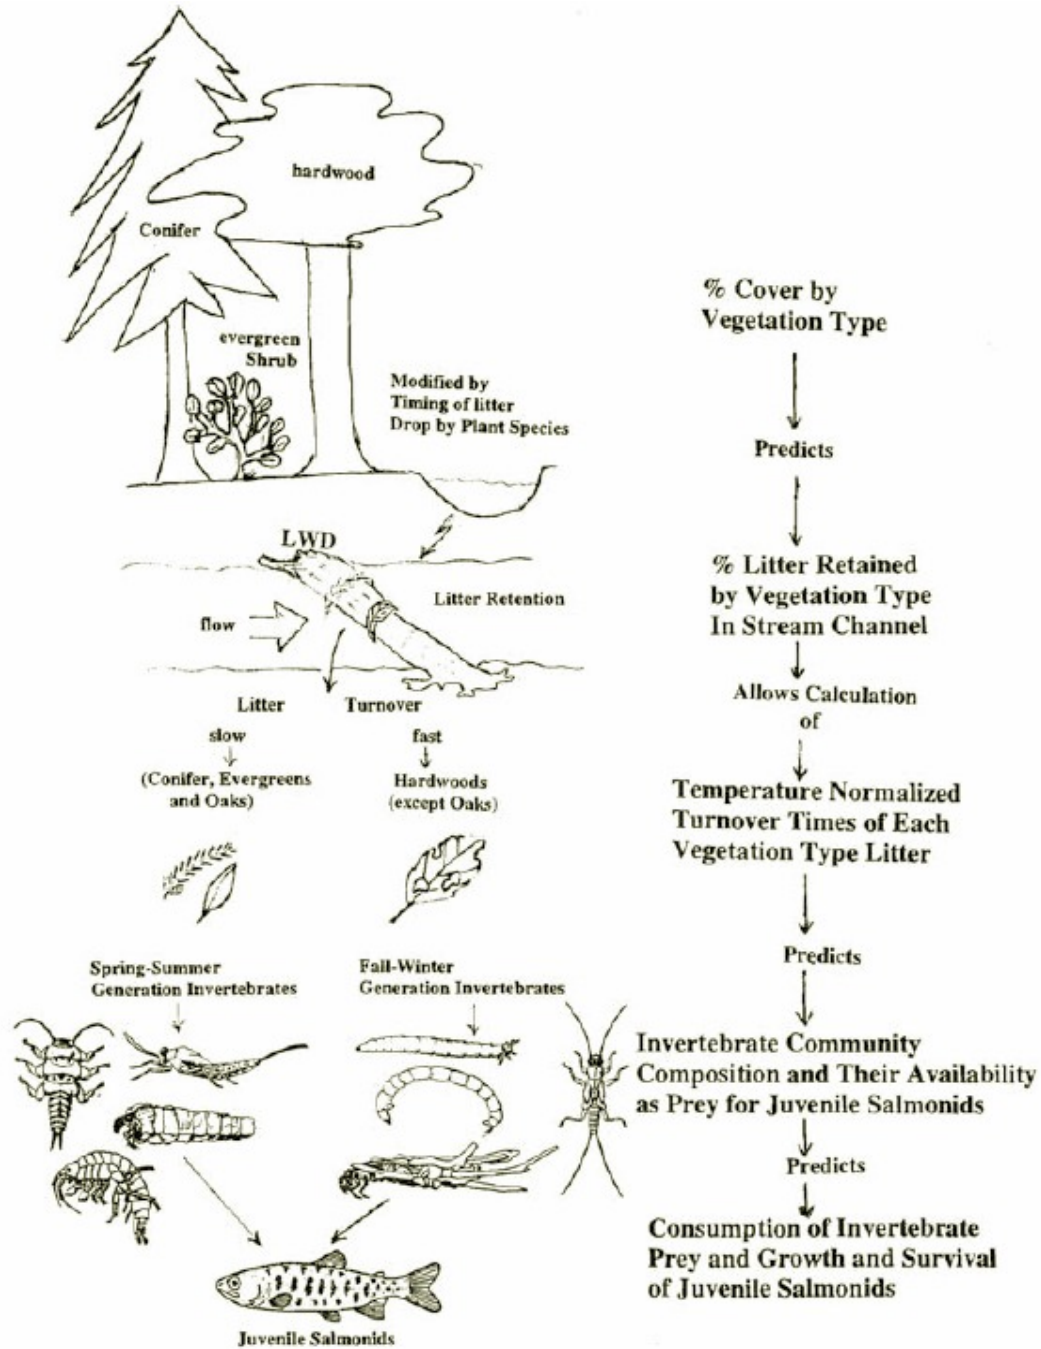 hardwood
Conifer
evergreen
Shrub
Modified by
Timing of litter
Drop by Plant Species
LWD
Litter Retention
flow
Litter Turnover
slow
fast
(Conifer, Evergreens
and Oaks)
Hardwoods
(except Oaks)
Spring-Summer
Generation Invertebrates
Fall-Winter
Generation Invertebrates
Juvenile Salmonids
% Cover by
Vegetation Type
Predicts
% Litter Retained
by Vegetation Type
In Stream Channel
Allows Calculation
of
Temperature Normalized
Turnover Times of Each
Vegetation Type Litter
Predicts
Invertebrate Community
Composition and Their Availability
as Prey for Juvenile Salmonids
Predicts
Consumption of Invertebrate
Prey and Growth and Survival
of Juvenile Salmonids